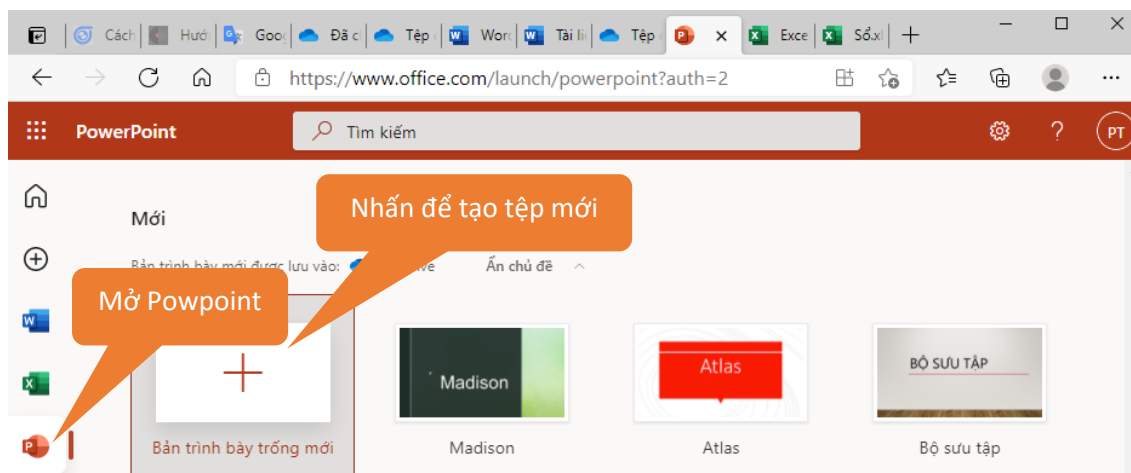 Cách Hướ Goo Đã c Tệp Wor Tài li Tệp Exce Sổ.xl
https://www.office.com/launch/powerpoint?auth=2
PowerPoint Tìm kiếm PT
Nhấn để tạo tệp mới
Mới
Bản trình bày mới được lưu vào: Ẩn chủ đề
Mở Powpoint
Madison Atlas BỘ SƯU TẬP
Bản trình bày trống mới Madison Atlas Bộ sưu tập